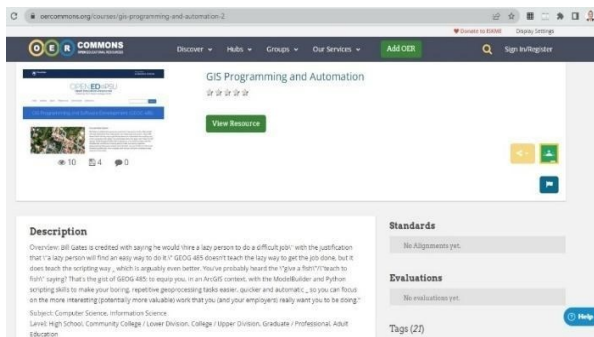 oercommons.org/courses/gis-programming-and-automation-2
Donate to ISKME Display Settings
OER COMMONS
Discover Hubs Groups Our Services Add OER Sign In/Register
OPENED@PSU
GIS Programming and Automation
View Resource
10 4 0
Description
Overview: Bill Gates is credited with saying he would \"hire a lazy person to do a difficult job\" with the justification
that \"a lazy person will find an easy way to do it.\" GEOG 485 doesn't teach the lazy way to get the job done, but it
does teach the scripting way _ which is arguably even better. You've probably heard the \"give a fish\"/\"teach to
fish\" saying? That's the gist of GEOG 485: to equip you, in an ArcGIS context, with the ModelBuilder and Python
scripting skills to make your boring, repetitive geoprocessing tasks easier, quicker and automatic _ so you can focus
on the more interesting (potentially more valuable) work that you (and your employers) really want you to be doing."
Subject: Computer Science, Information Science
Level: High School, Community College / Lower Division, College / Upper Division, Graduate / Professional, Adult
Education
Standards
No Alignments yet.
Evaluations
No evaluations yet.
Tags (21)
Help